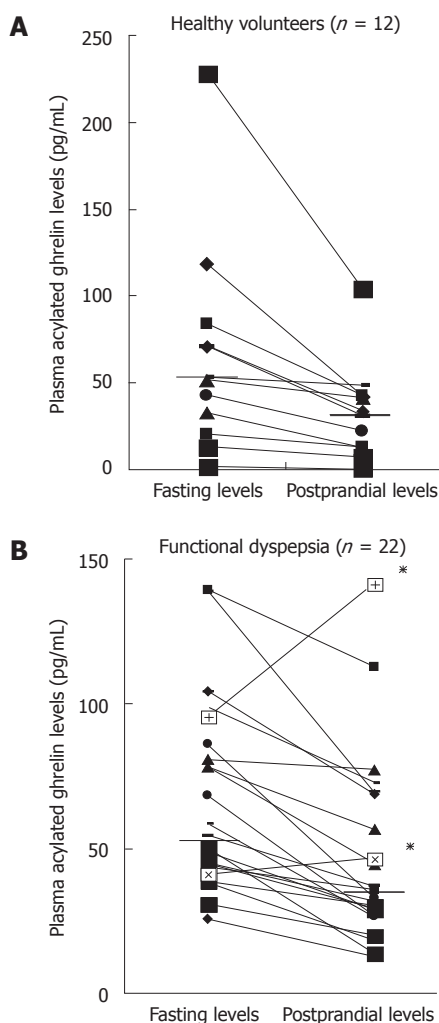 A
Healthy volunteers (n = 12)
Plasma acylated ghrelin levels (pg/mL)
250
200
150
100
50
0
Fasting levels
Postprandial levels
B
Functional dyspepsia (n = 22)
Plasma acylated ghrelin levels (pg/mL)
150
100
50
0
*
*
Fasting levels
Postprandial levels